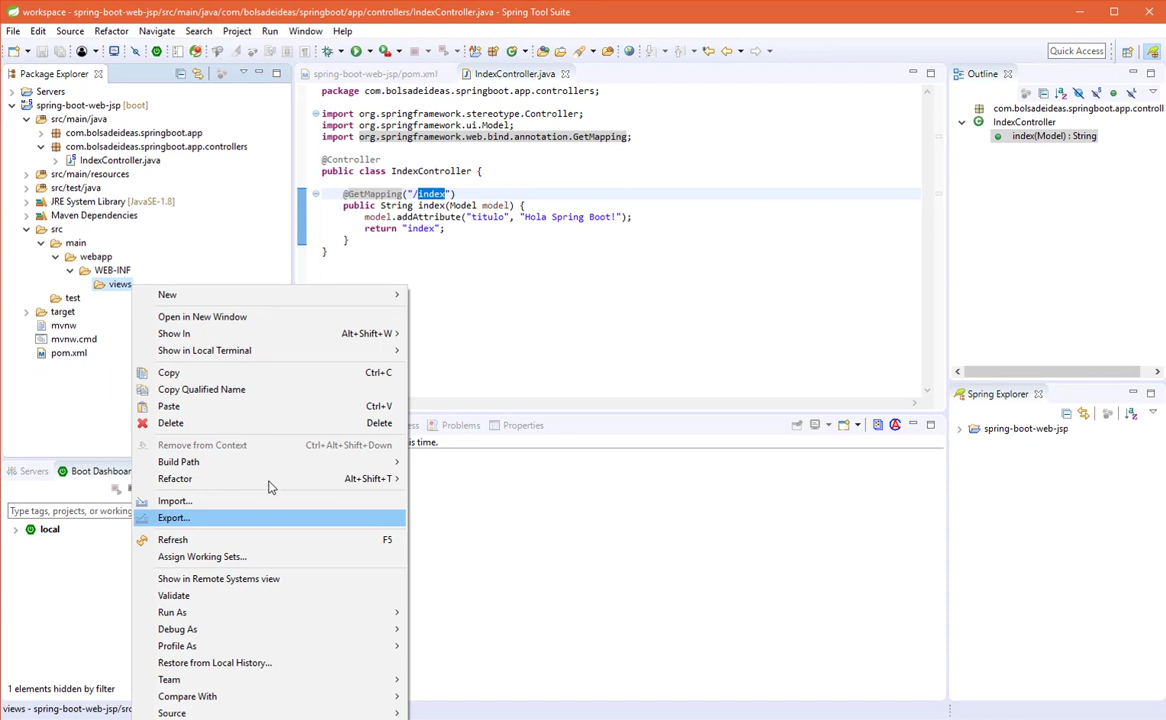 workspace - spring-boot-web-jsp/src/main/java/com/bolsadeideas/springboot/app/controllers/IndexController.java - Spring Tool Suite
File Edit Source Refactor Navigate Search Project Run Window Help
Quick Access
Package Explorer
Servers
spring-boot-web-jsp [boot]
src/main/java
com.bolsadeideas.springboot.app
com.bolsadeideas.springboot.app.controllers
IndexController.java
src/main/resources
src/test/java
JRE System Library [JavaSE-1.8]
Maven Dependencies
src
main
webapp
WEB-INF
views
test
target
mvnw
mvnw.cmd
pom.xml
spring-boot-web-jsp/pom.xml
IndexController.java
package com.bolsadeideas.springboot.app.controllers;
import org.springframework.stereotype.Controller;
import org.springframework.ui.Model;
import org.springframework.web.bind.annotation.GetMapping;
@Controller
public class IndexController {
@GetMapping("/index")
public String index(Model model) {
model.addAttribute("titulo", "Hola Spring Boot!");
return "index";
}
}
New
Open in New Window
Show In Alt+Shift+W
Show in Local Terminal
Copy Ctrl+C
Copy Qualified Name
Paste Ctrl+V
Delete Delete
Remove from Context Ctrl+Alt+Shift+Down
Build Path
Refactor Alt+Shift+T
Import...
Export...
Refresh F5
Assign Working Sets...
Show in Remote Systems view
Validate
Run As
Debug As
Profile As
Restore from Local History...
Team
Compare With
Source
Problems
Properties
is time.
Outline
com.bolsadeideas.springboot.app.controll
IndexController
index(Model) : String
Spring Explorer
spring-boot-web-jsp
Servers
Boot Dashboar
Type tags, projects, or working
local
1 elements hidden by filter
views - spring-boot-web-jsp/src